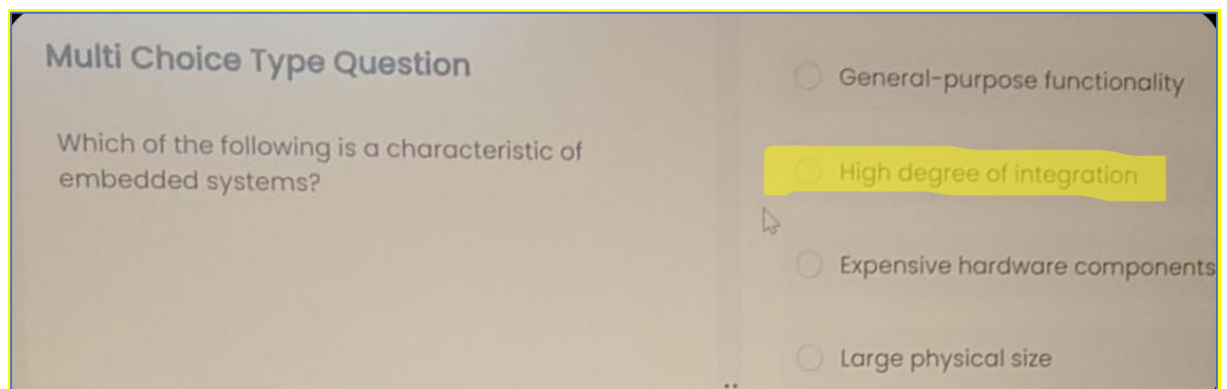 Multi Choice Type Question
Which of the following is a characteristic of
embedded systems?
General-purpose functionality
High degree of integration
Expensive hardware components
Large physical size